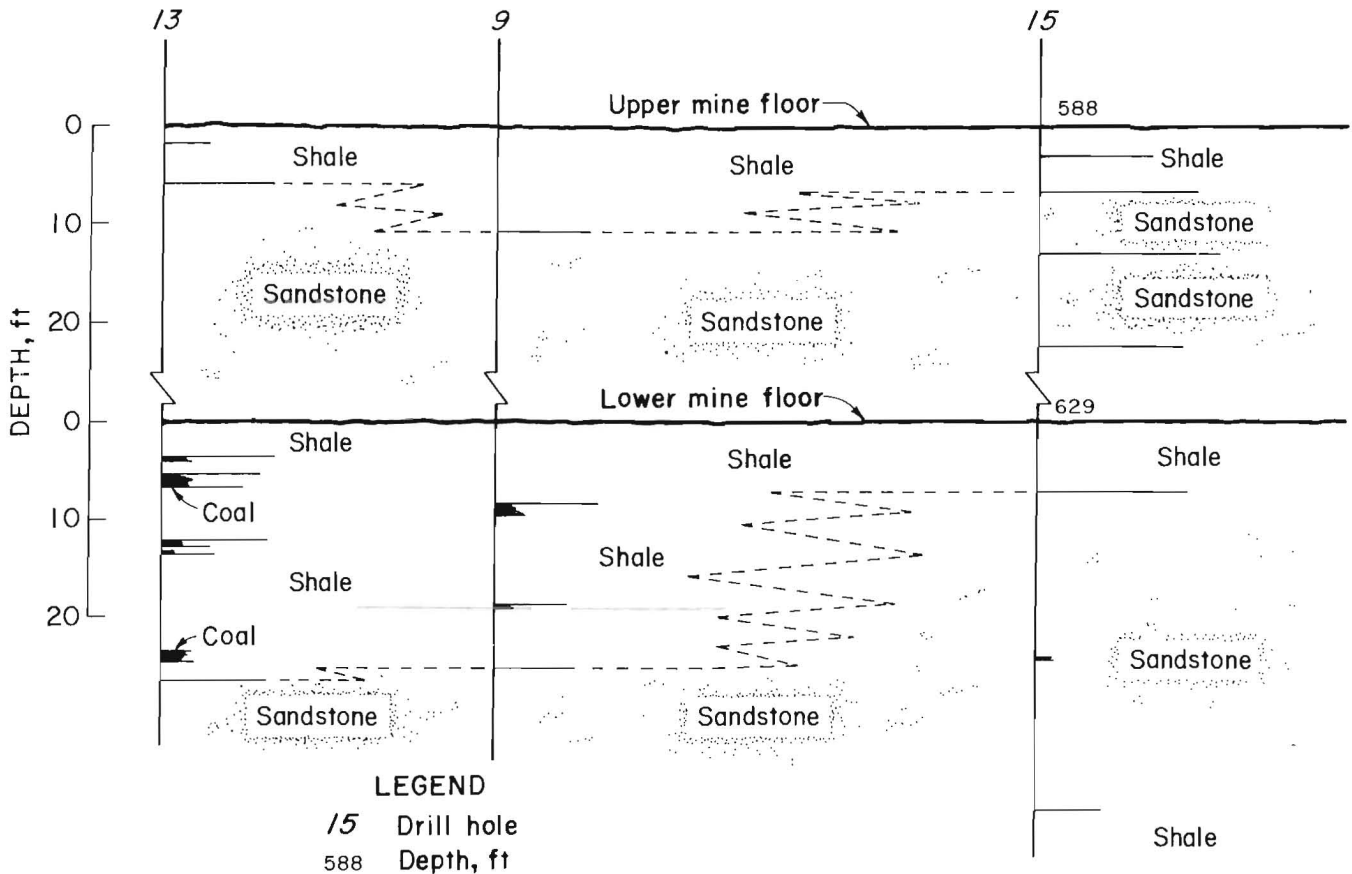 13
9
15
Upper mine floor
588
0
Shale
Shale
Shale
10
Sandstone
Sandstone
Sandstone
Sandstone
20
DEPTH, ft
Lower mine floor
629
0
Shale
Shale
Shale
Coal
10
Shale
Shale
20
Coal
Sandstone
Sandstone
Sandstone
LEGEND
15 Drill hole
588 Depth, ft
Shale